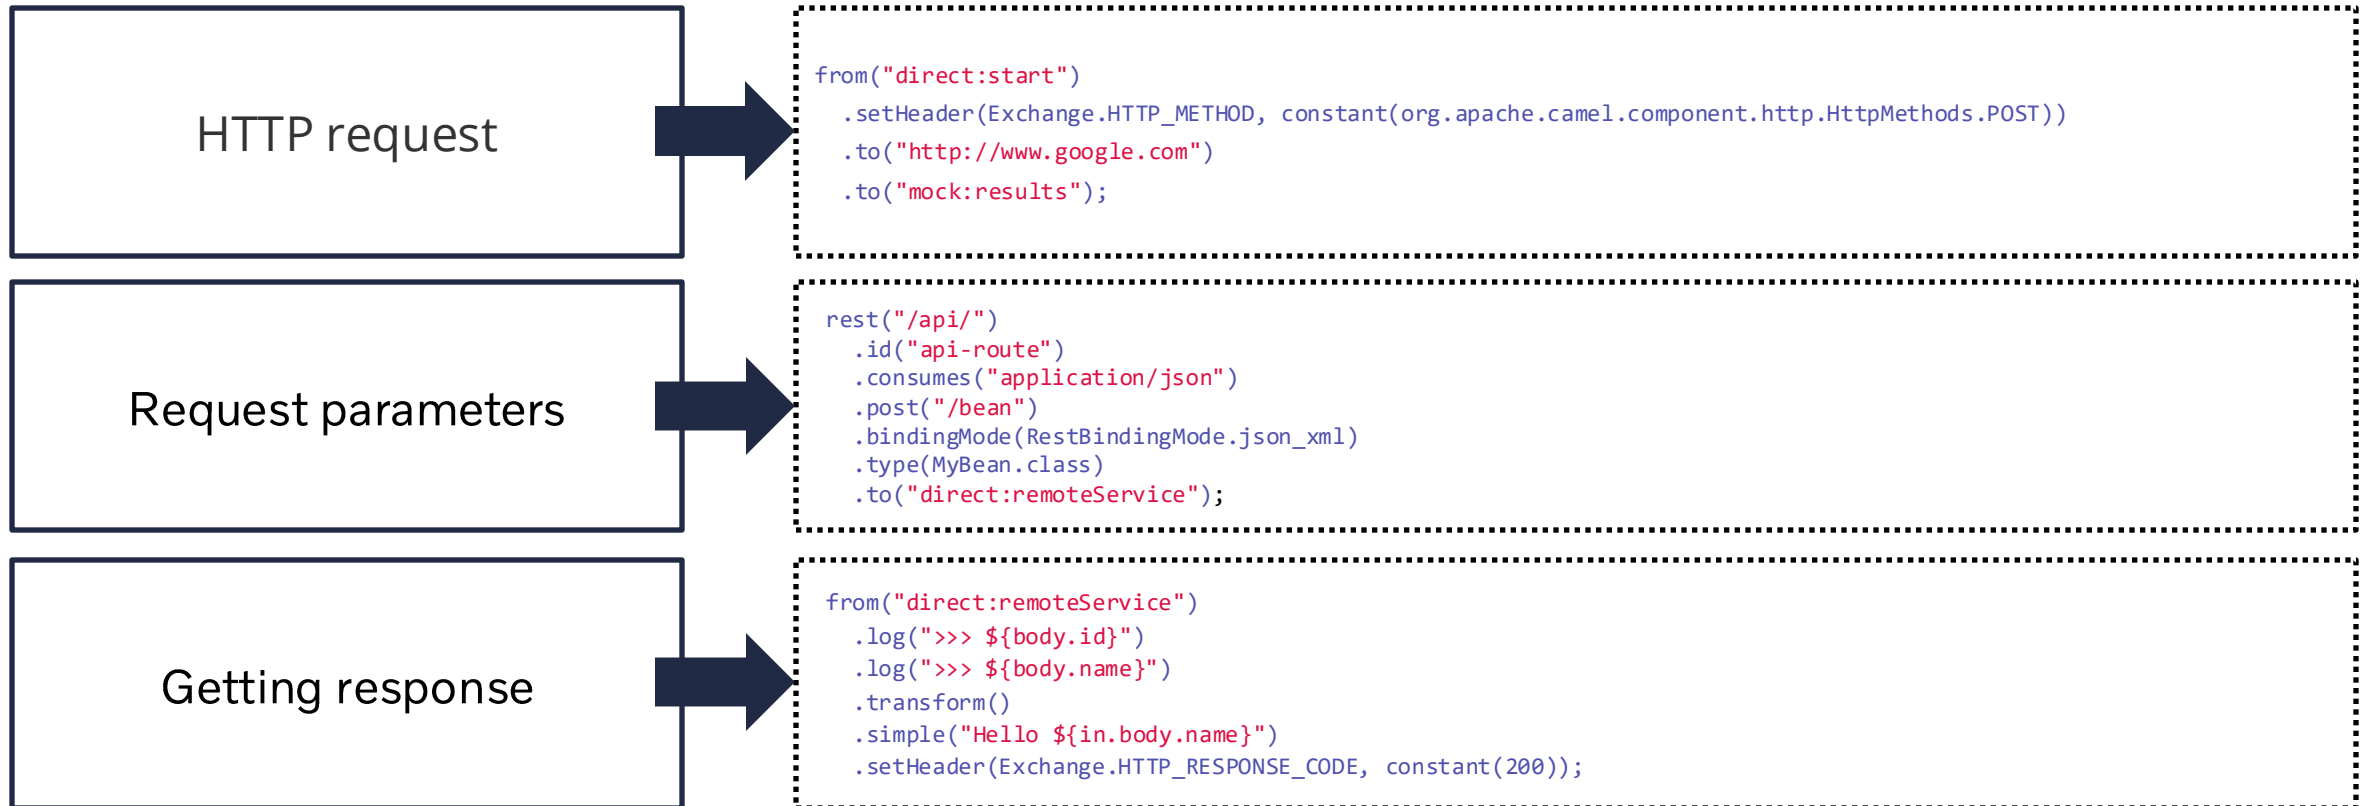 HTTP request
from("direct:start")
.setHeader(Exchange.HTTP_METHOD, constant(org.apache.camel.component.http.HttpMethods.POST))
.to("http://www.google.com")
.to("mock:results");
Request parameters
rest("/api/")
.id("api-route")
.consumes("application/json")
.post("/bean")
.bindingMode(RestBindingMode.json_xml)
.type(MyBean.class)
.to("direct:remoteService");
Getting response
from("direct:remoteService")
.log(">>> ${body.id}")
.log(">>> ${body.name}")
.transform()
.simple("Hello ${in.body.name}")
.setHeader(Exchange.HTTP_RESPONSE_CODE, constant(200));